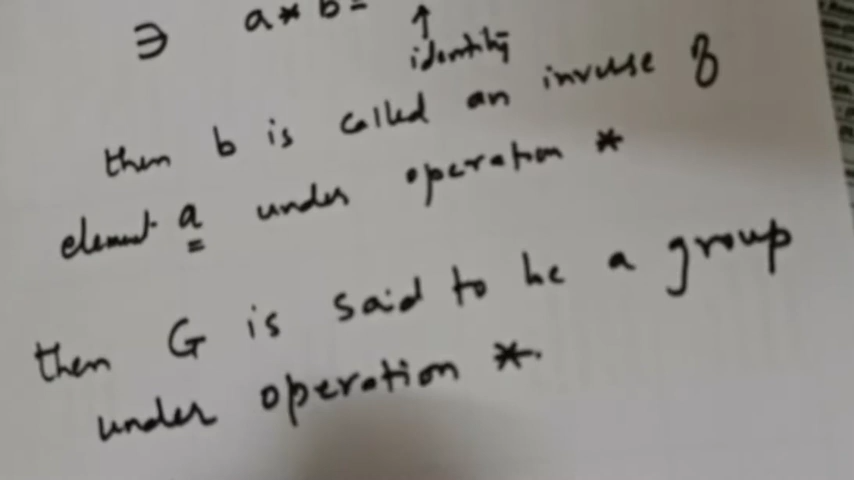 ∋ a * b =
↑
identity
then b is called an inverse of
element a under operation *
then G is said to be a group
under operation *.